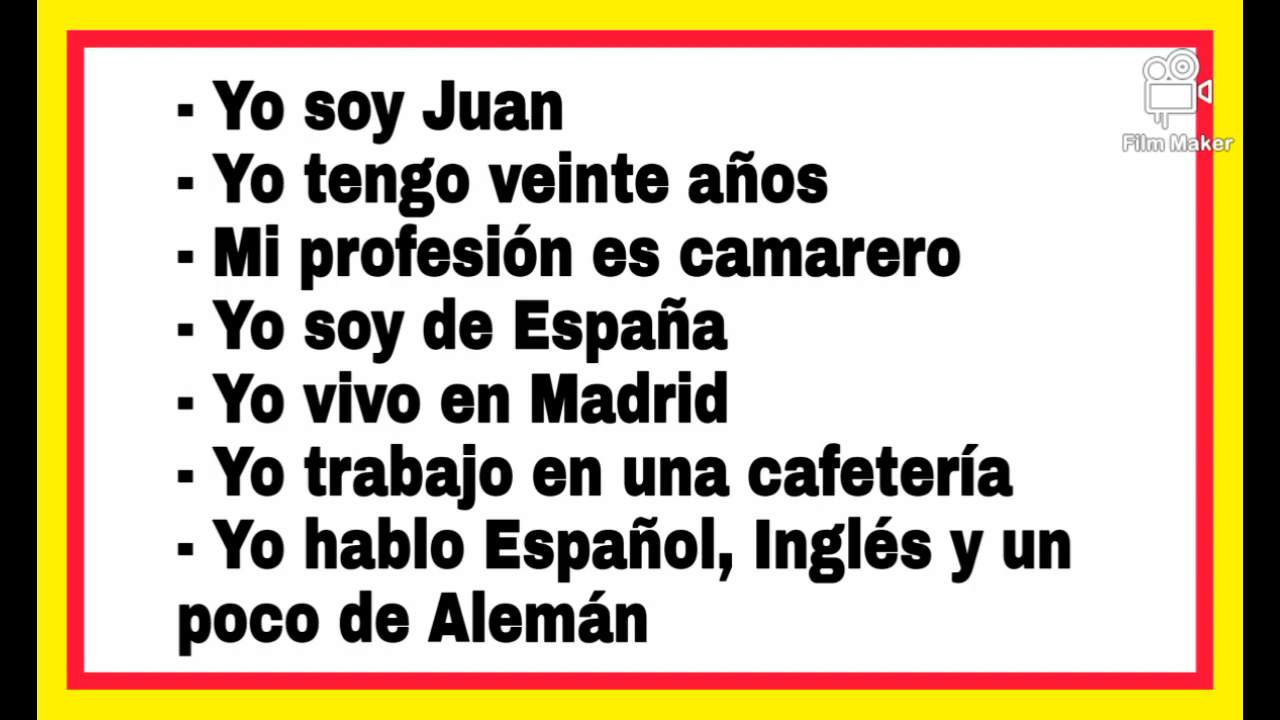 - Yo soy Juan
- Yo tengo veinte años
- Mi profesión es camarero
- Yo soy de España
- Yo vivo en Madrid
- Yo trabajo en una cafetería
- Yo hablo Español, Inglés y un
poco de Alemán
Film Maker